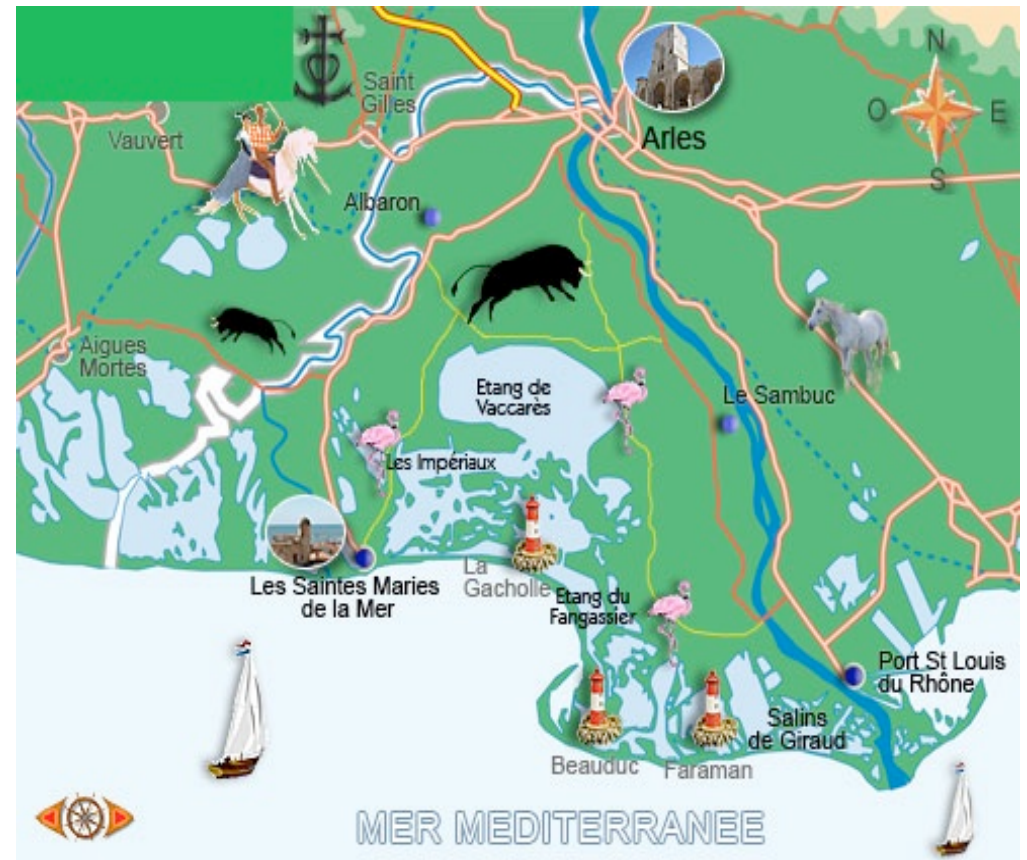 N
O
E
S
Saint
Gilles
Vauvert
Arles
Albaron
Aigues
Mortes
Etang de
Vaccarès
Le Sambuc
Les Impériaux
La
Gacholle
Les Saintes Maries
de la Mer
Etang du
Fangassier
Port St Louis
du Rhône
Salins
de Giraud
Beauduc
Faraman
MER MEDITERRANEE